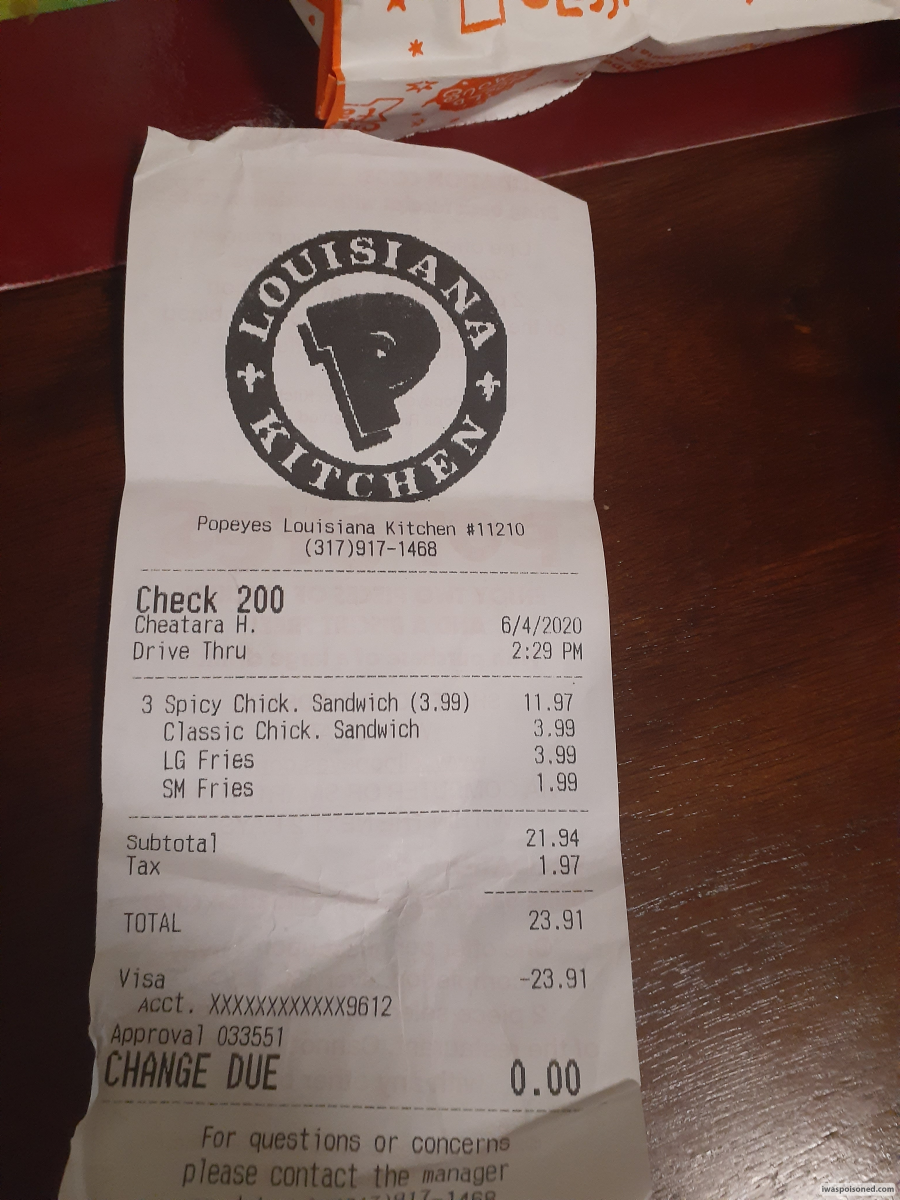 LOUISIANA
P
KITCHEN
Popeyes Louisiana Kitchen #11210
(317)917-1468
Check 200
Cheatara H. 6/4/2020
Drive Thru 2:29 PM
3 Spicy Chick. Sandwich (3.99) 11.97
Classic Chick. Sandwich 3.99
LG Fries 3.99
SM Fries 1.99
Subtotal 21.94
Tax 1.97
TOTAL 23.91
Visa -23.91
Acct. XXXXXXXXXXXX9612
Approval 033551
CHANGE DUE 0.00
For questions or concerns
please contact the manager
917-1468
iwaspoisoned.com